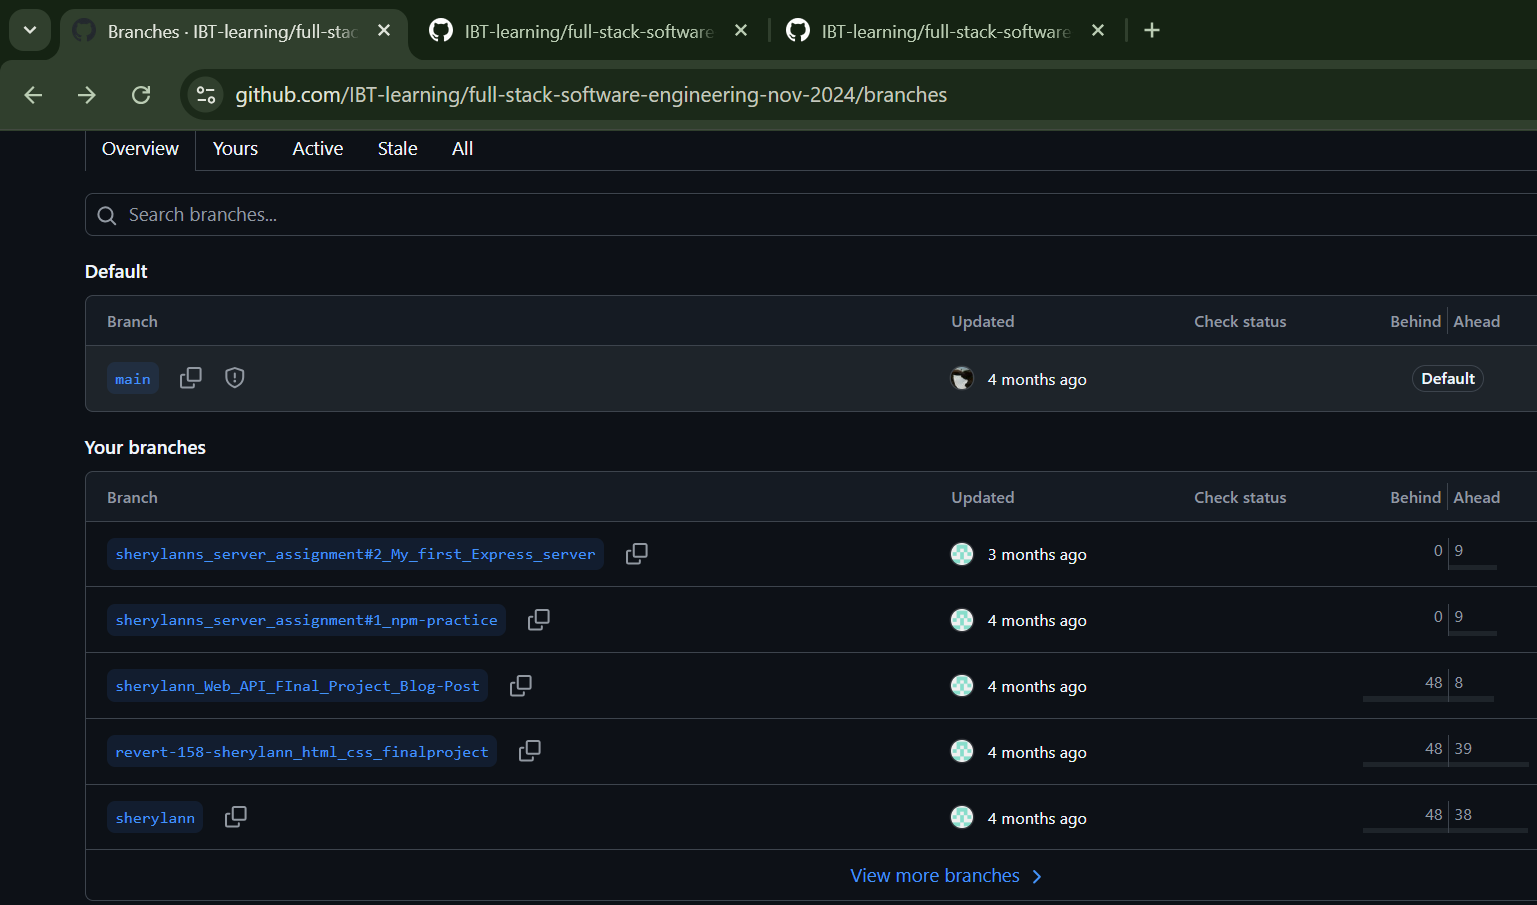 Branches · IBT-learning/full-stac
IBT-learning/full-stack-software
IBT-learning/full-stack-software
github.com/IBT-learning/full-stack-software-engineering-nov-2024/branches
Overview Yours Active Stale All
Search branches...
Default
Branch Updated Check status Behind Ahead
main 4 months ago Default
Your branches
Branch Updated Check status Behind Ahead
sherylanns_server_assignment#2_My_first_Express_server 3 months ago 0 9
sherylanns_server_assignment#1_npm-practice 4 months ago 0 9
sherylann_Web_API_FInal_Project_Blog-Post 4 months ago 48 8
revert-158-sherylann_html_css_finalproject 4 months ago 48 39
sherylann 4 months ago 48 38
View more branches